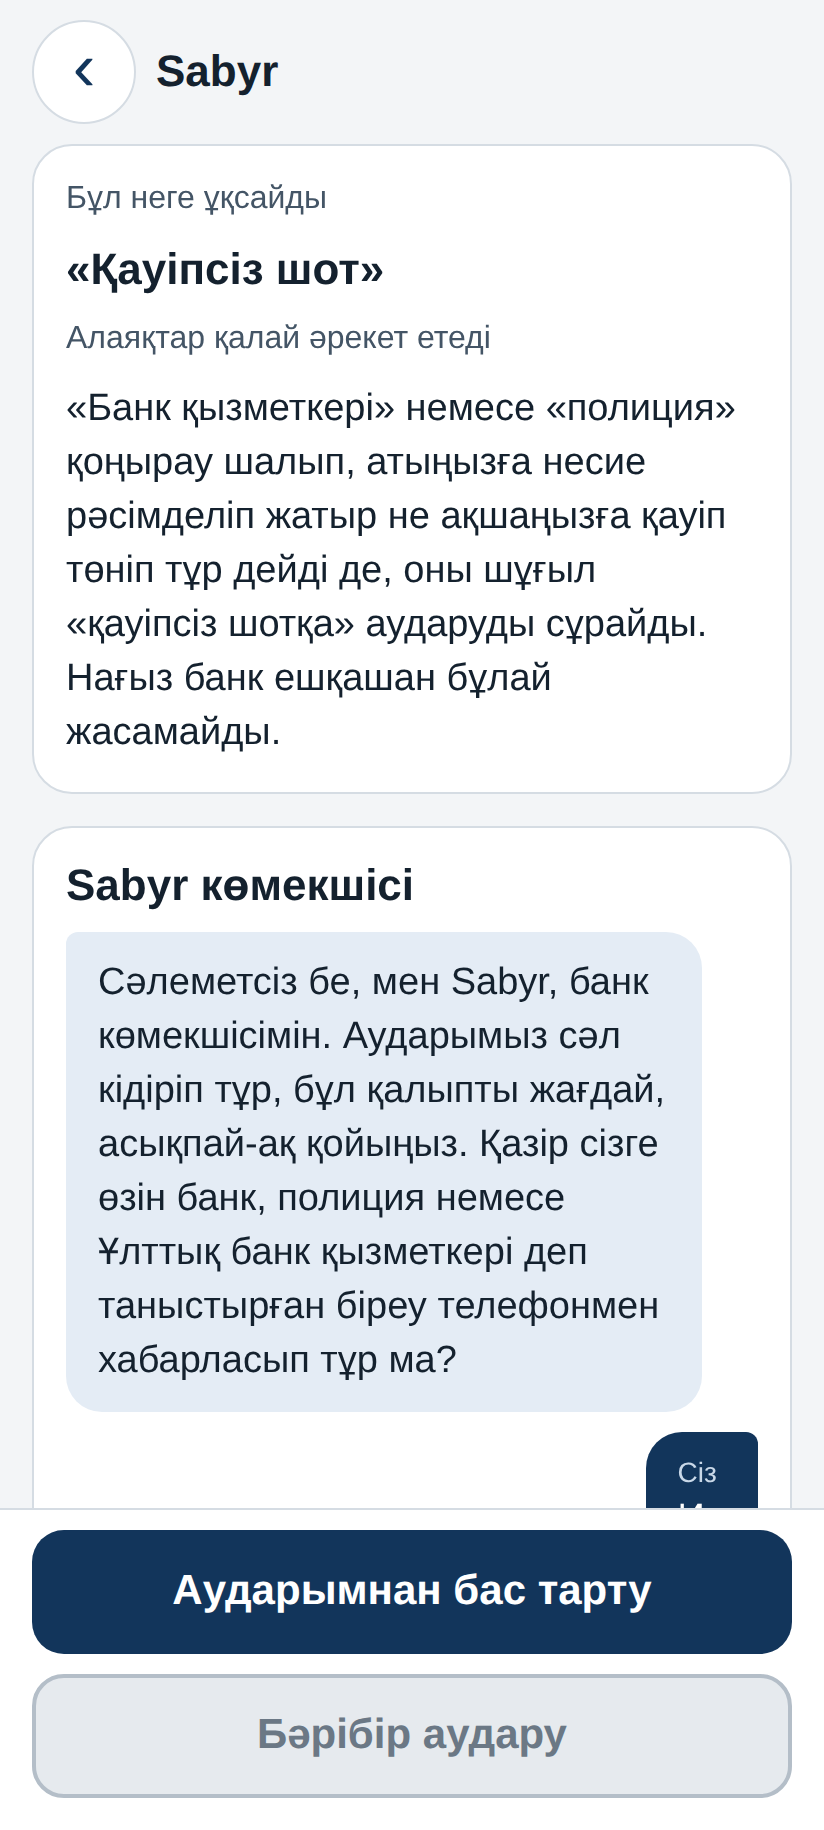 Sabyr
Бұл неге ұқсайды
«Қауіпсіз шот»
Алаяқтар қалай әрекет етеді
«Банк қызметкері» немесе «полиция»
қоңырау шалып, атыңызға несие
рәсімделіп жатыр не ақшаңызға қауіп
төніп тұр дейді де, оны шұғыл
«қауіпсіз шотқа» аударуды сұрайды.
Нағыз банк ешқашан бұлай
жасамайды.
Sabyr көмекшісі
Сәлеметсіз бе, мен Sabyr, банк
көмекшісімін. Аударымыз сәл
кідіріп тұр, бұл қалыпты жағдай,
асықпай-ақ қойыңыз. Қазір сізге
өзін банк, полиция немесе
Ұлттық банк қызметкері деп
таныстырған біреу телефонмен
хабарласып тұр ма?
Сіз
Аударымнан бас тарту
Бәрібір аудару